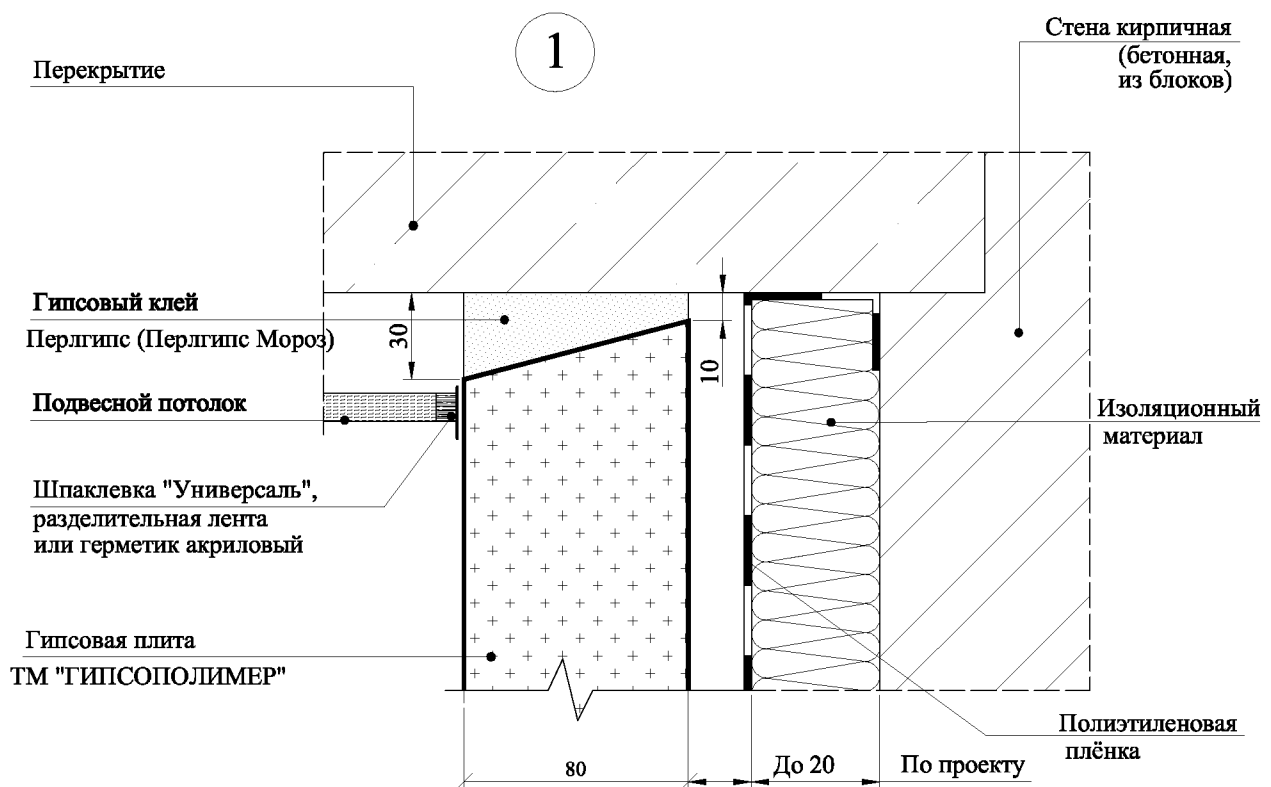 1
Стена кирпичная
(бетонная,
из блоков)
Перекрытие
Гипсовый клей
Перлгипс (Перлгипс Мороз)
30
10
Подвесной потолок
Изоляционный
материал
Шпаклевка "Универсаль",
разделительная лента
или герметик акриловый
Гипсовая плита
ТМ "ГИПСОПОЛИМЕР"
Полиэтиленовая
плёнка
80
До 20
По проекту